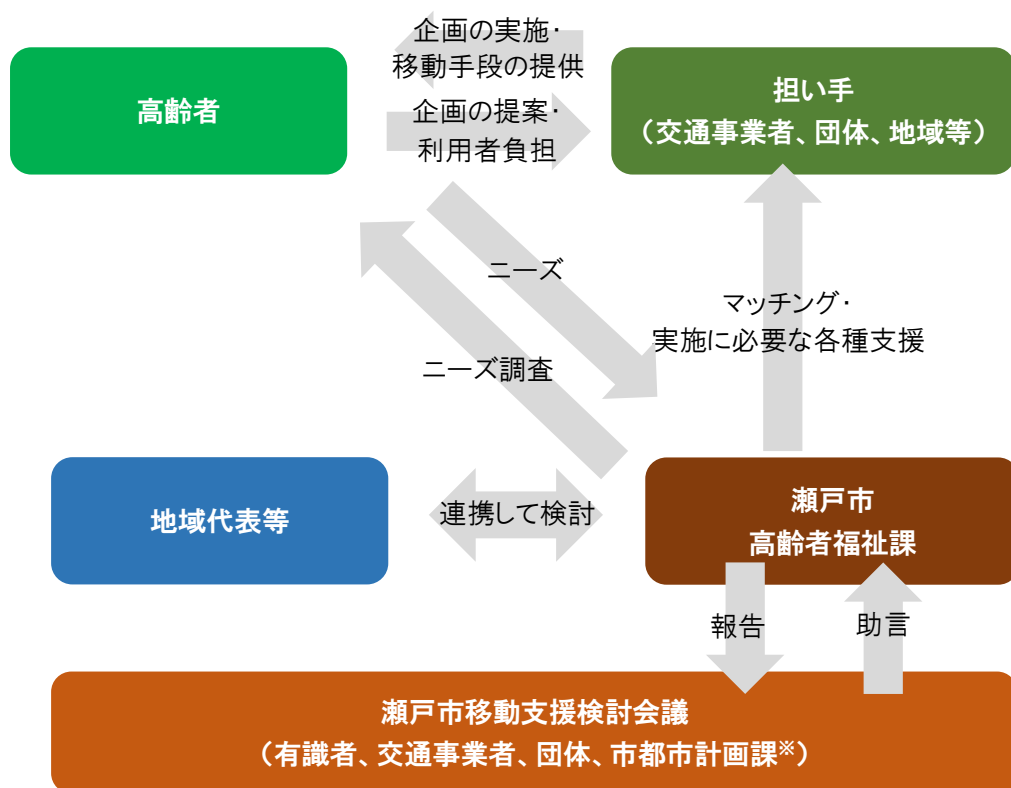 企画の実施・
移動手段の提供
高齢者
企画の提案・
利用者負担
担い手
（交通事業者、団体、地域等）
ニーズ
ニーズ調査
マッチング・
実施に必要な各種支援
地域代表等
連携して検討
瀬戸市
高齢者福祉課
報告
助言
瀬戸市移動支援検討会議
（有識者、交通事業者、団体、市都市計画課※）